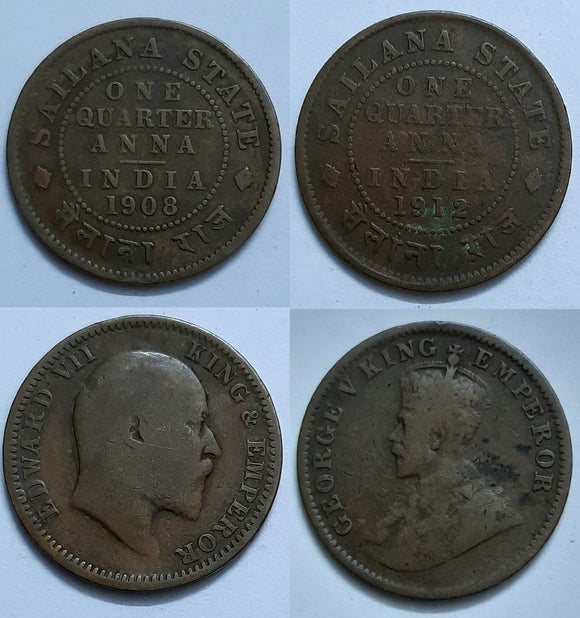 SAILANA STATE
ONE
QUARTER
ANNA
INDIA
1908
सैलाना राज
SAILANA STATE
ONE
QUARTER
ANNA
INDIA
1912
सैलाना राज
EDWARD VII KING & EMPEROR
GEORGE V KING EMPEROR